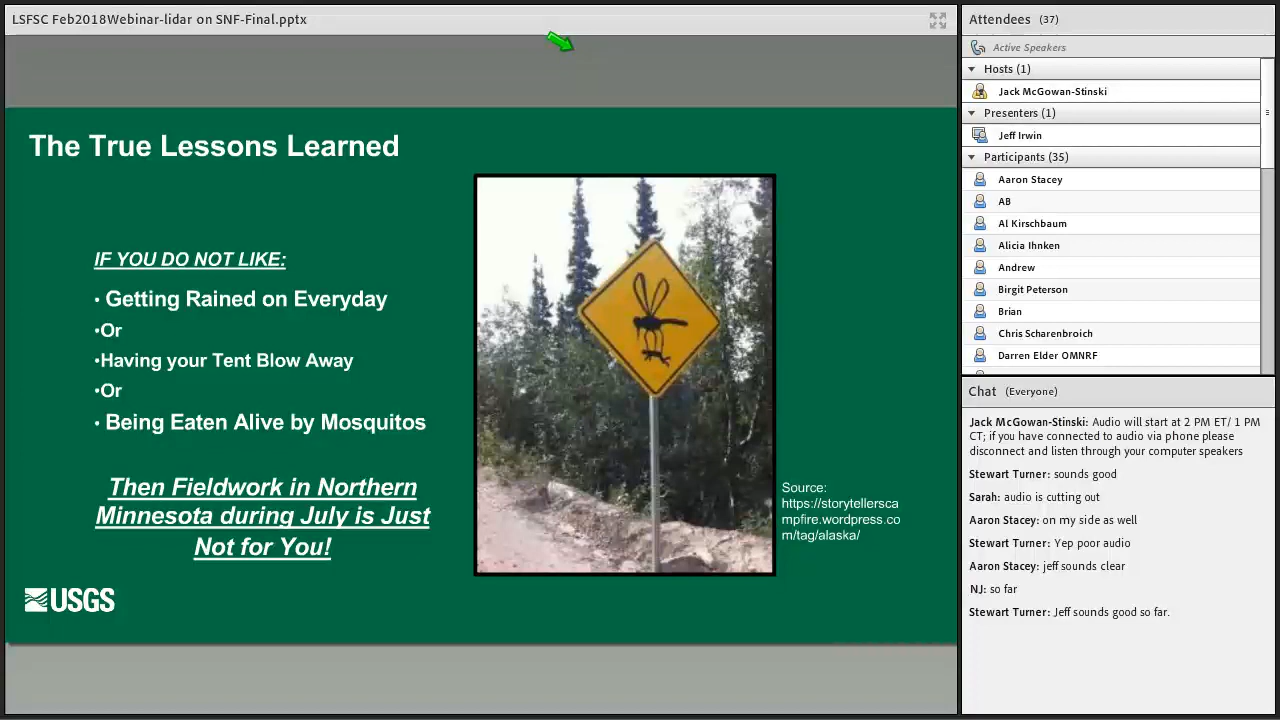 LSFSC Feb2018Webinar-lidar on SNF-Final.pptx
The True Lessons Learned
IF YOU DO NOT LIKE:
• Getting Rained on Everyday
•Or
•Having your Tent Blow Away
•Or
• Being Eaten Alive by Mosquitos
Then Fieldwork in Northern
Minnesota during July is Just
Not for You!
Source:
https://storytellersca
mpfire.wordpress.co
m/tag/alaska/
USGS
Attendees (37)
Active Speakers
Hosts (1)
Jack McGowan-Stinski
Presenters (1)
Jeff Irwin
Participants (35)
Aaron Stacey
AB
Al Kirschbaum
Alicia Ihnken
Andrew
Birgit Peterson
Brian
Chris Scharenbroich
Darren Elder OMNRF
Chat (Everyone)
Jack McGowan-Stinski: Audio will start at 2 PM ET/ 1 PM
CT; if you have connected to audio via phone please
disconnect and listen through your computer speakers
Stewart Turner: sounds good
Sarah: audio is cutting out
Aaron Stacey: on my side as well
Stewart Turner: Yep poor audio
Aaron Stacey: jeff sounds clear
NJ: so far
Stewart Turner: Jeff sounds good so far.